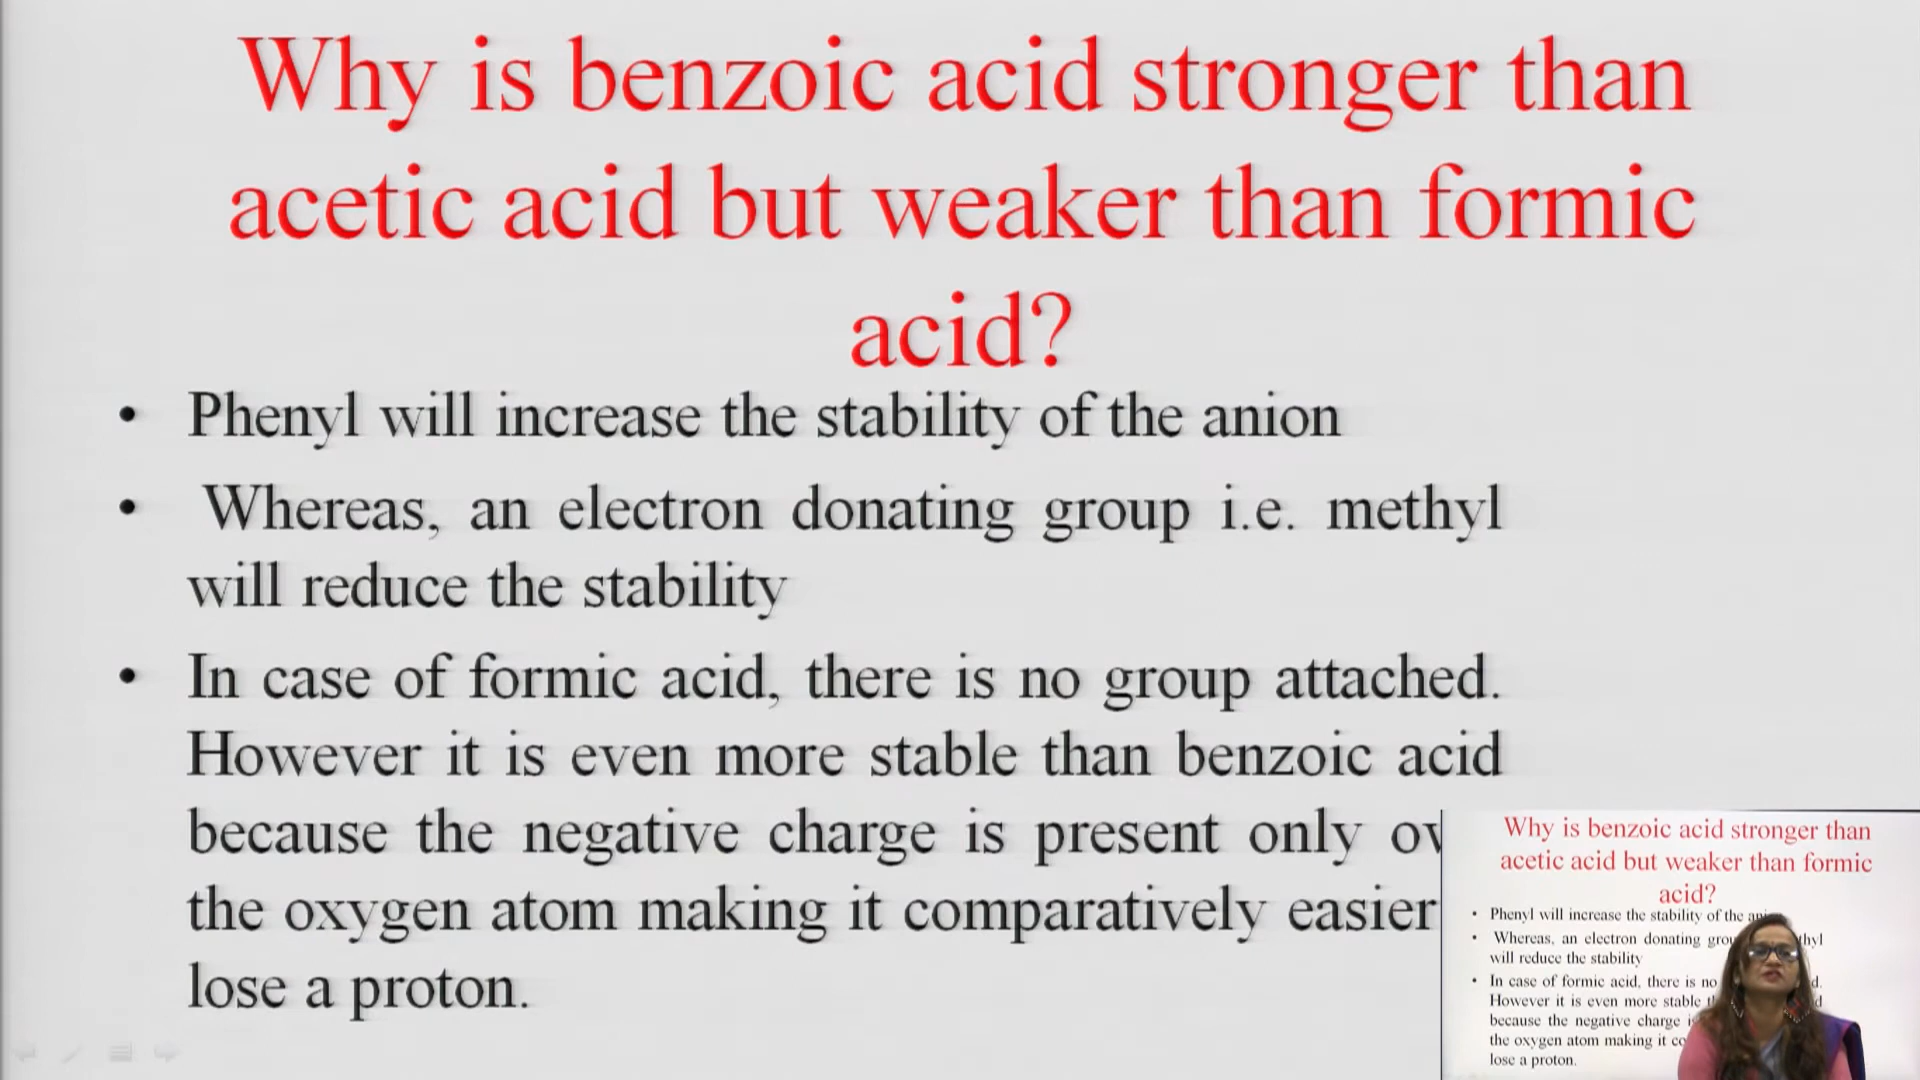 Why is benzoic acid stronger than
acetic acid but weaker than formic
acid?
• Phenyl will increase the stability of the anion
• Whereas, an electron donating group i.e. methyl
will reduce the stability
• In case of formic acid, there is no group attached.
However it is even more stable than benzoic acid
because the negative charge is present only
the oxygen atom making it comparatively easier
lose a proton.
Why is benzoic acid stronger than
acetic acid but weaker than formic
acid?
• Phenyl will increase the stability of the
• Whereas, an electron donating
will reduce the stability
• In case of formic acid, there is no
However it is even more stable
because the negative charge
the oxygen atom making it
lose a proton.